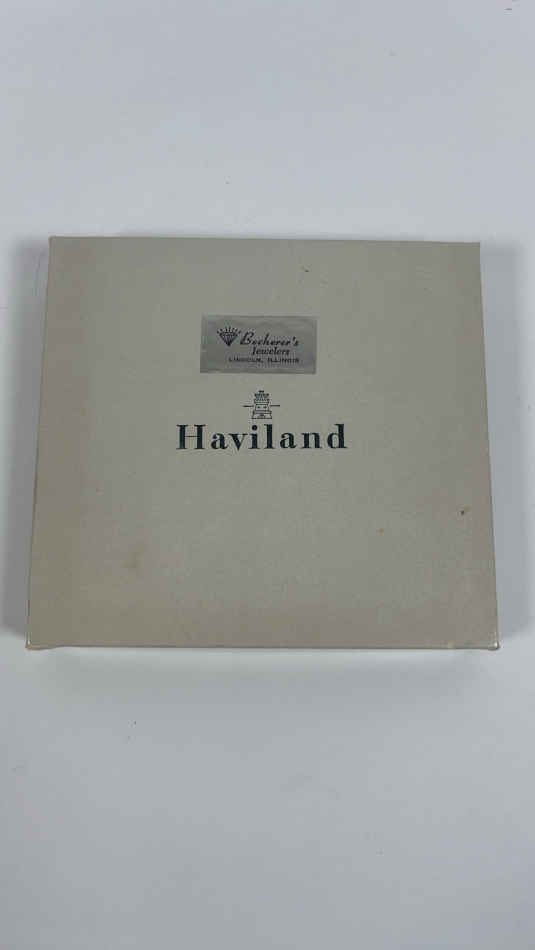 Becherer's
Jewelers
LINCOLN, ILLINOIS
Haviland